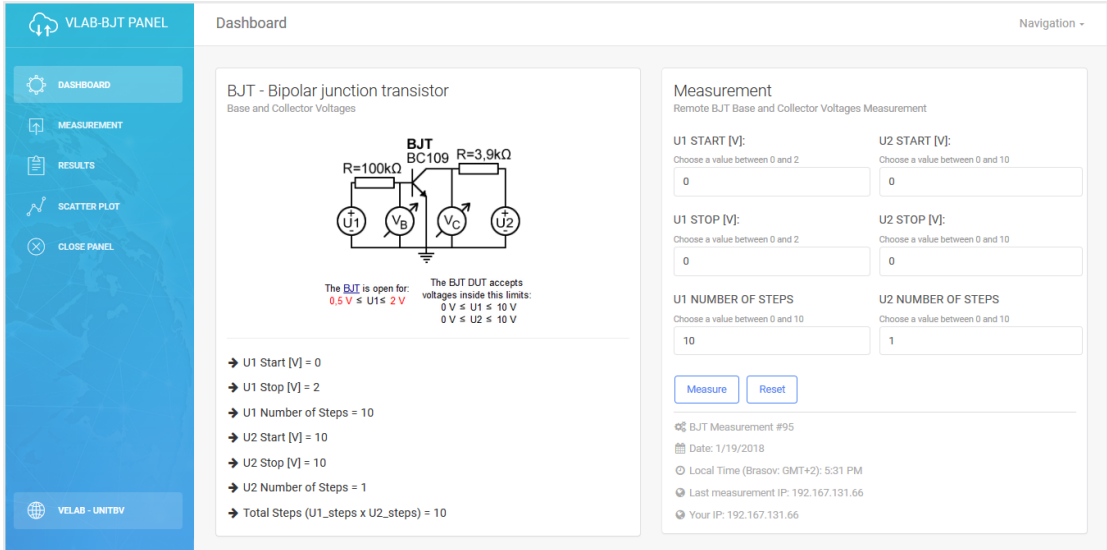 VLAB-BJT PANEL
DASHBOARD
MEASUREMENT
RESULTS
SCATTER PLOT
CLOSE PANEL
VELAB - UNITBV
Dashboard
Navigation
BJT - Bipolar junction transistor
Base and Collector Voltages
BJT
BC109
R=3,9kΩ
R=100kΩ
U1
VB
VC
U2
The BJT is open for:
0,5 V ≤ U1≤ 2 V
The BJT DUT accepts
voltages inside this limits:
0 V ≤ U1 ≤ 10 V
0 V ≤ U2 ≤ 10 V
U1 Start [V] = 0
U1 Stop [V] = 2
U1 Number of Steps = 10
U2 Start [V] = 10
U2 Stop [V] = 10
U2 Number of Steps = 1
Total Steps (U1_steps x U2_steps) = 10
Measurement
Remote BJT Base and Collector Voltages Measurement
U1 START [V]:
Choose a value between 0 and 2
0
U2 START [V]:
Choose a value between 0 and 10
0
U1 STOP [V]:
Choose a value between 0 and 2
0
U2 STOP [V]:
Choose a value between 0 and 10
0
U1 NUMBER OF STEPS
Choose a value between 0 and 10
10
U2 NUMBER OF STEPS
Choose a value between 0 and 10
1
Measure
Reset
BJT Measurement #95
Date: 1/19/2018
Local Time (Brasov: GMT+2): 5:31 PM
Last measurement IP: 192.167.131.66
Your IP: 192.167.131.66